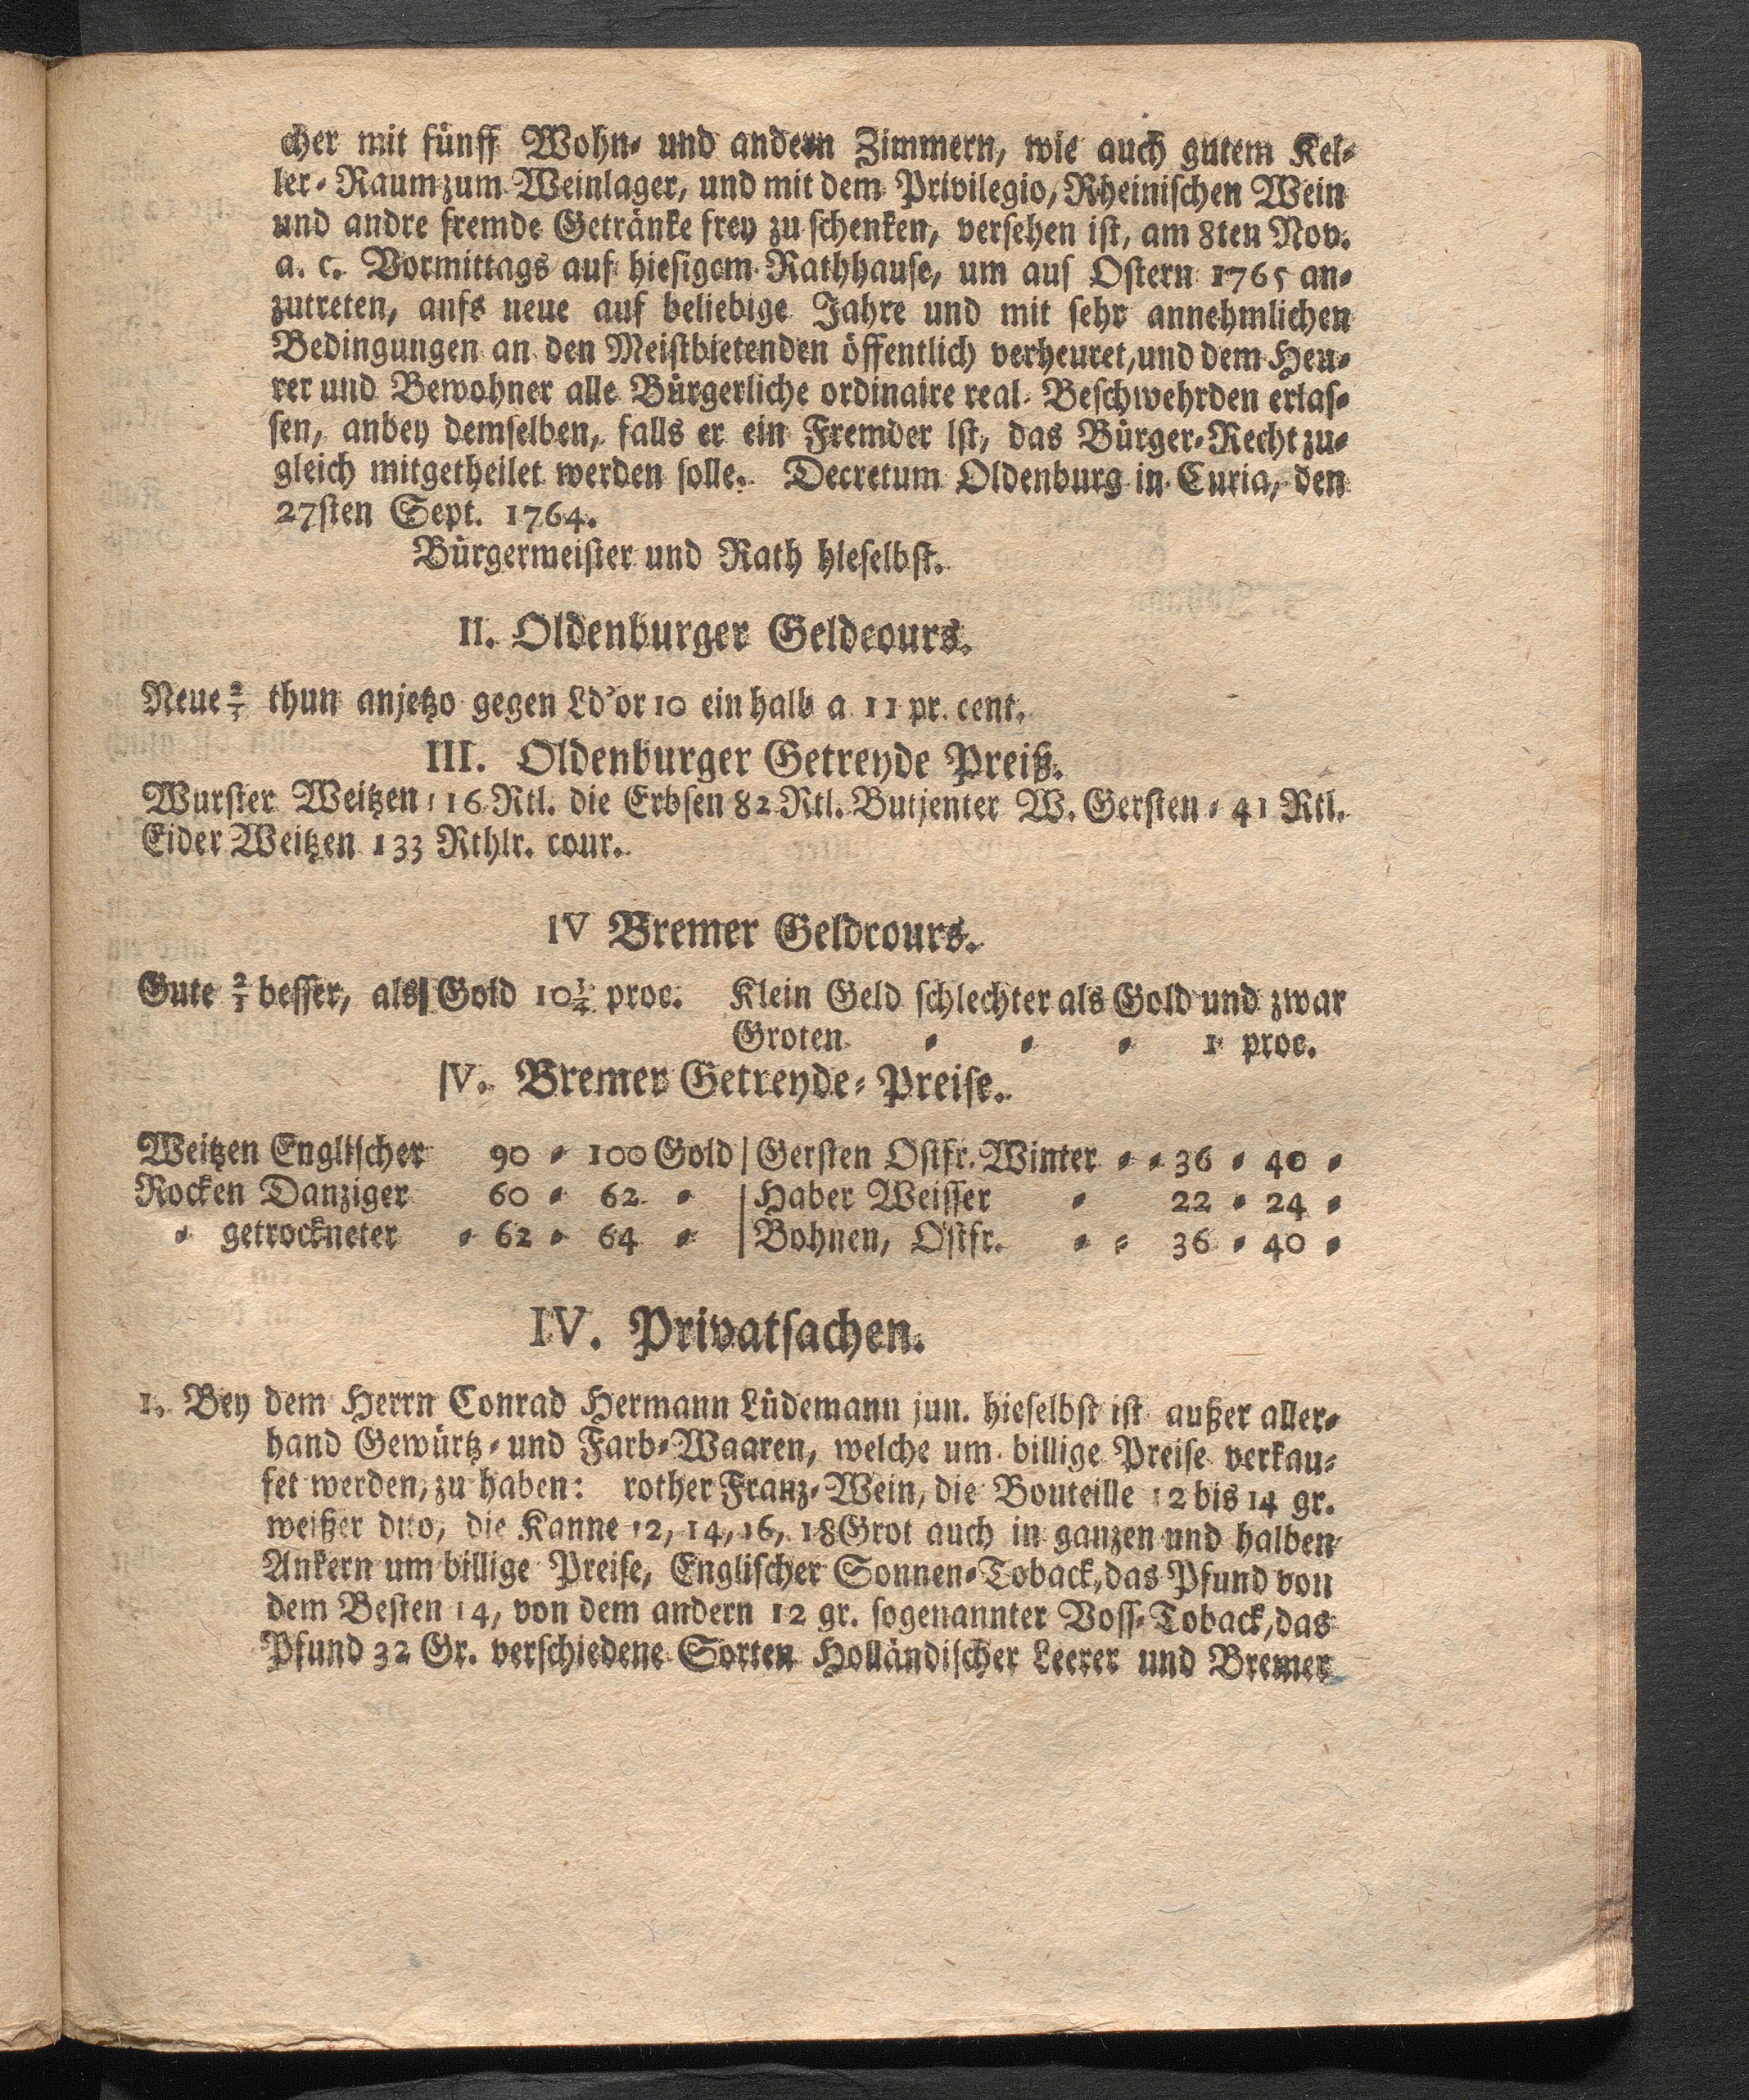 cher mit fünff Wohn- und andern Zimmern, wie auch gutem Kel-
ler-Raum zum Weinlager, und mit dem Privilegio, Rheinischen Wein
und andre fremde Getränke frey zu schenken, versehen ist, am 8ten Nov.
a. c. Vormittags auf hiesigem Rathhause, um auf Ostern 1765 an-
zutreten, aufs neue auf beliebige Jahre und mit sehr annehmlichen
Bedingungen an den Meistbietenden öffentlich verheuret, und dem Heu-
rer und Bewohner alle Bürgerliche ordinaire real-Beschwehrden erlas-
sen, anbey demselben, falls er ein Fremder ist, das Bürger-Recht zu-
gleich mitgetheilet werden solle. Decretum Oldenburg in Curia, den
27sten Sept. 1764.
Bürgermeister und Rath hieselbst.
II. Oldenburger Geldcours.
Neue 2/3 thun anjetzo gegen Ld'or 10 ein halb a 11 pr. cent.
III. Oldenburger Getreyde Preiß.
Wurster Weitzen 116 Rtl. die Erbsen 82 Rtl. Butjenter W. Gersten - 41 Rtl.
Eider Weitzen 133 Rthlr. cour.
IV Bremer Geldcours.
Gute 2/3 besser, als Gold 10 1/4 proc. Klein Geld schlechter als Gold und zwar
Groten - - - 1 proc.
IV. Bremer Getreyde-Preise.
Weitzen Englischer 90 - 100 Gold | Gersten Ostfr. Winter - - 36 - 40 -
Rocken Danziger 60 - 62 - | Haber Weisser - 22 - 24 -
- getrockneter - 62 - 64 - | Bohnen, Ostfr. - - 36 - 40 -
IV. Privatsachen.
1. Bey dem Herrn Conrad Hermann Lüdemann jun. hieselbst ist außer aller-
hand Gewürtz- und Farb-Waaren, welche um billige Preise verkau-
fet werden, zu haben: rother Franz-Wein, die Bouteille 12 bis 14 gr.
weißer dito, die Kanne 12, 14, 16, 18 Grot auch in ganzen und halben
Ankern um billige Preise, Englischer Sonnen-Toback, das Pfund von
dem Besten 14, von dem andern 12 gr. sogenannter Voss-Toback, das
Pfund 32 Gr. verschiedene Sorten Holländischer Leerer und Bremer